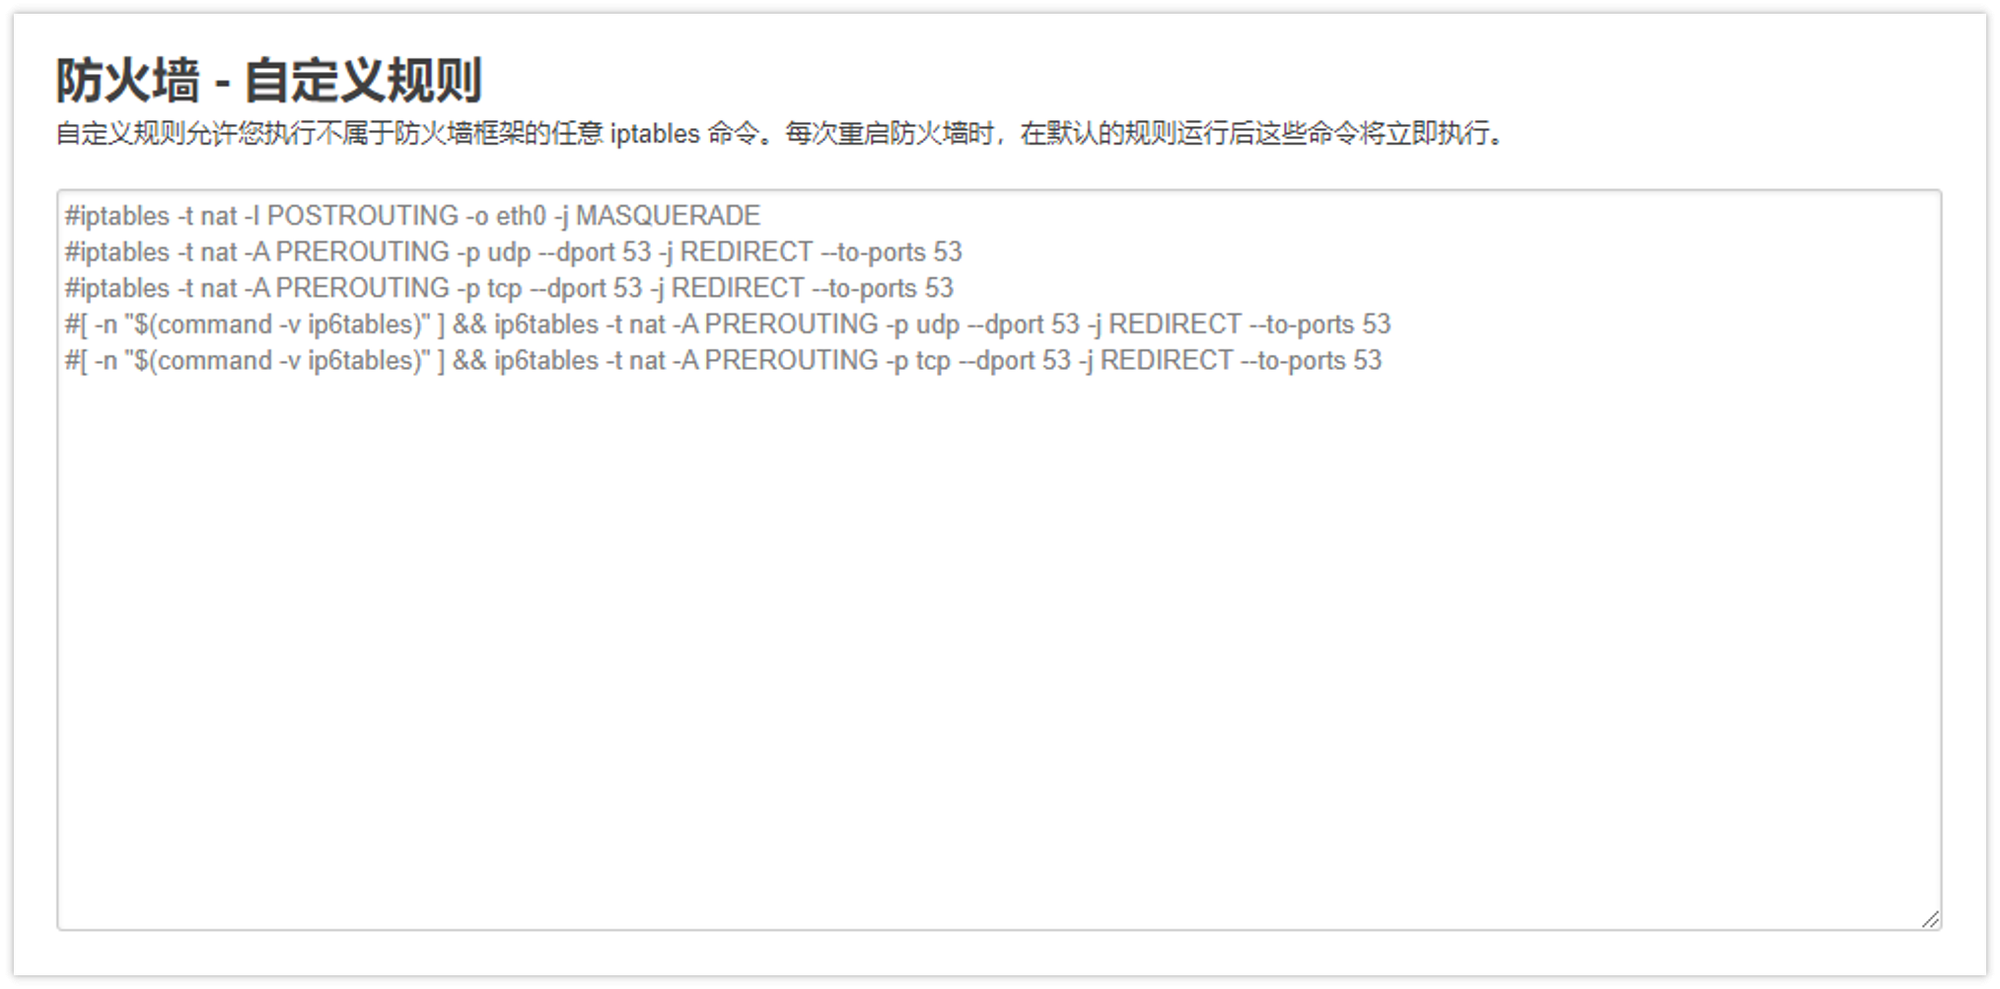 防火墙 - 自定义规则
自定义规则允许您执行不属于防火墙框架的任意 iptables 命令。每次重启防火墙时，在默认的规则运行后这些命令将立即执行。
#iptables -t nat -I POSTROUTING -o eth0 -j MASQUERADE
#iptables -t nat -A PREROUTING -p udp --dport 53 -j REDIRECT --to-ports 53
#iptables -t nat -A PREROUTING -p tcp --dport 53 -j REDIRECT --to-ports 53
#[ -n "$(command -v ip6tables)" ] && ip6tables -t nat -A PREROUTING -p udp --dport 53 -j REDIRECT --to-ports 53
#[ -n "$(command -v ip6tables)" ] && ip6tables -t nat -A PREROUTING -p tcp --dport 53 -j REDIRECT --to-ports 53